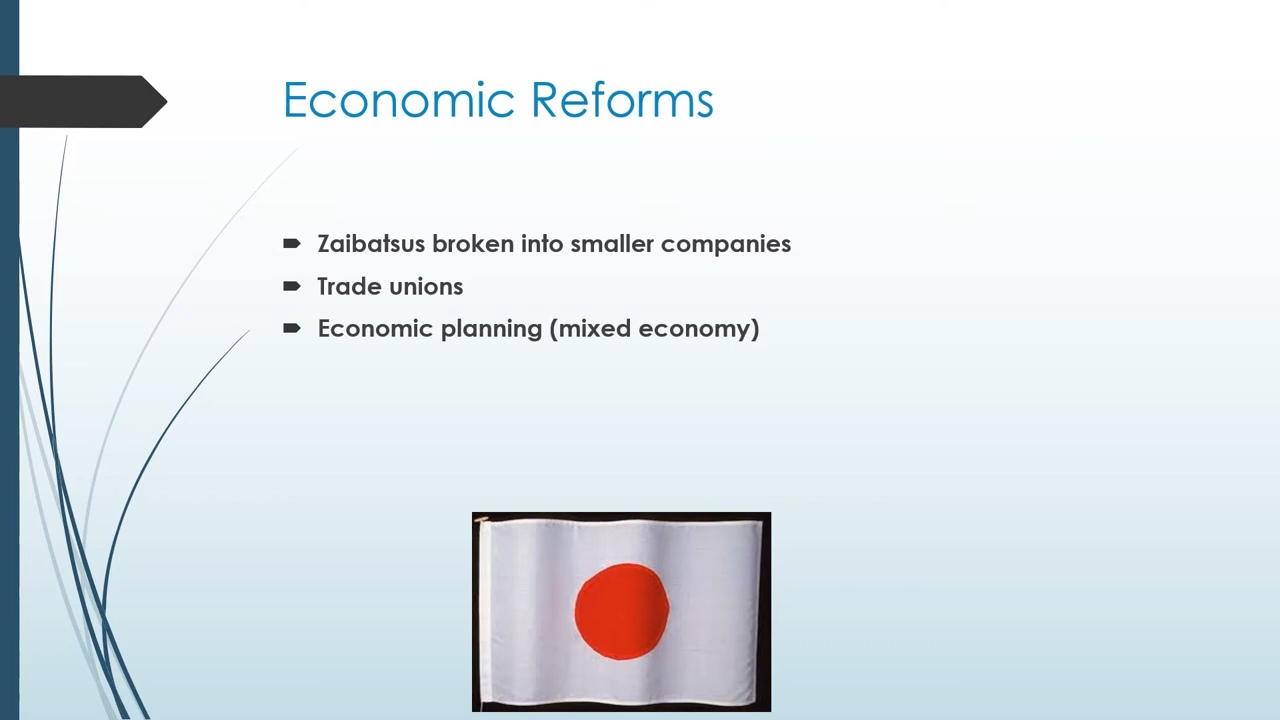 Economic Reforms
Zaibatsus broken into smaller companies
Trade unions
Economic planning (mixed economy)